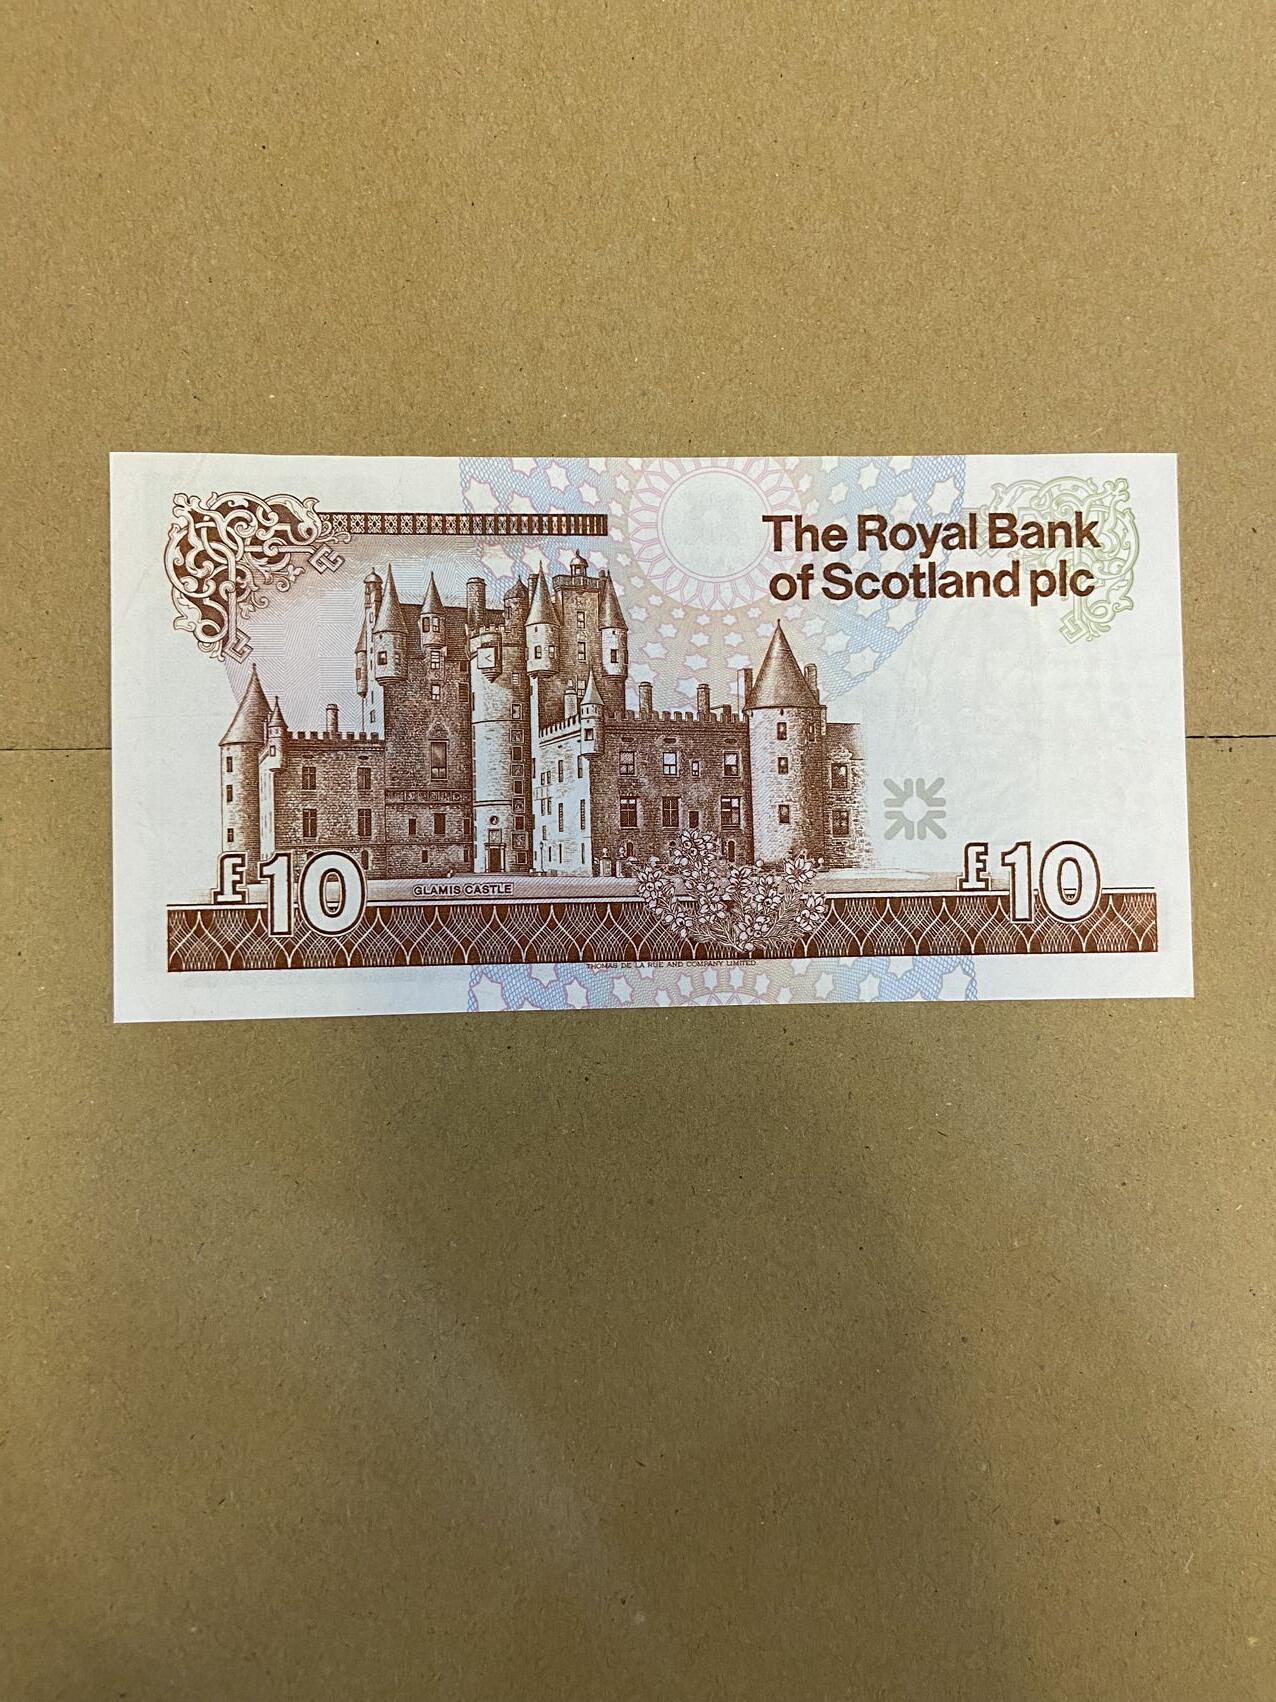 The Royal Bank
of Scotland plc
£10
GLAMIS CASTLE
£10
THOMAS DE LA RUE AND COMPANY LIMITED